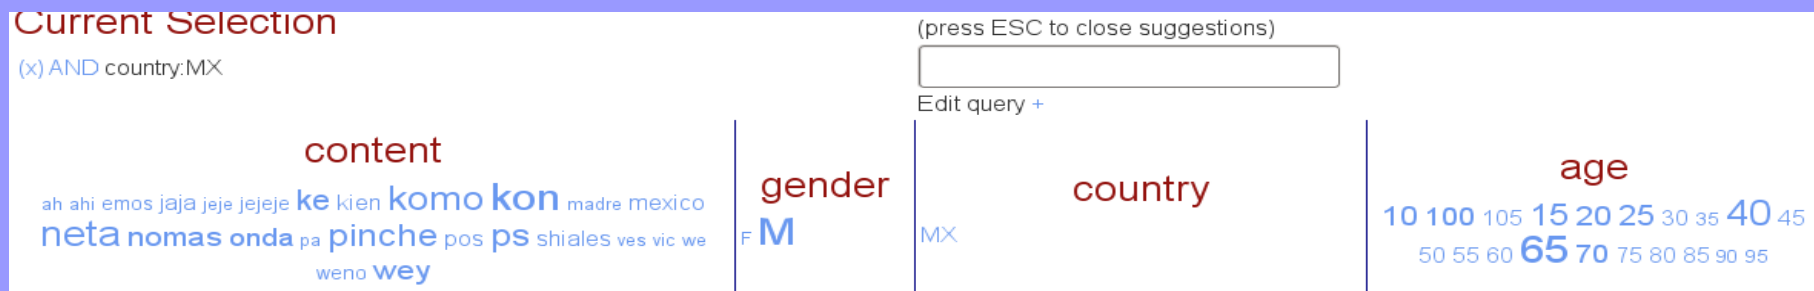 Current Selection
(x) AND country:MX
(press ESC to close suggestions)
Edit query +
content
ah ahi emos jaja jeje jejeje ke kien komo kon madre mexico
neta nomas onda pa pinche pos ps shiales ves vic we
weno wey
gender
F M
country
MX
age
10 100 105 15 20 25 30 35 40 45
50 55 60 65 70 75 80 85 90 95